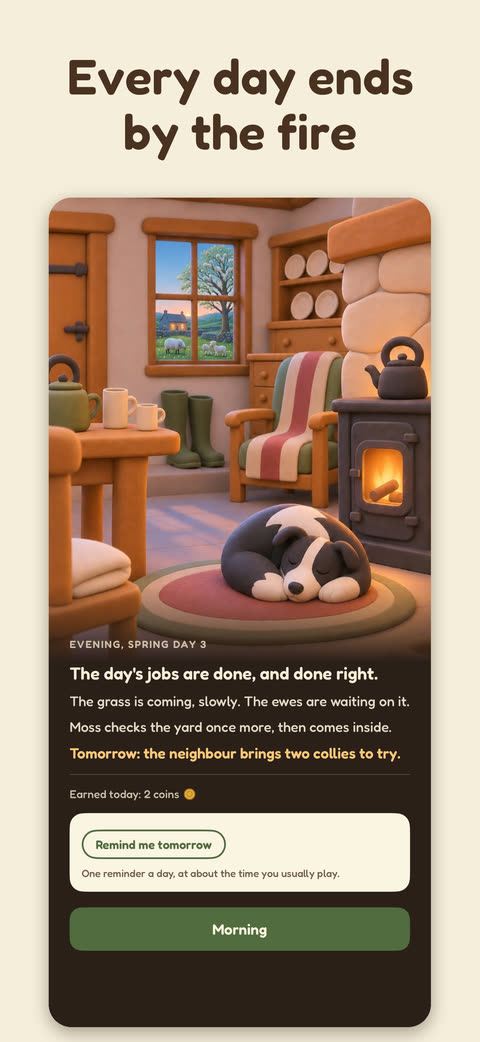 Every day ends
by the fire
EVENING, SPRING DAY 3
The day's jobs are done, and done right.
The grass is coming, slowly. The ewes are waiting on it.
Moss checks the yard once more, then comes inside.
Tomorrow: the neighbour brings two collies to try.
Earned today: 2 coins
Remind me tomorrow
One reminder a day, at about the time you usually play.
Morning